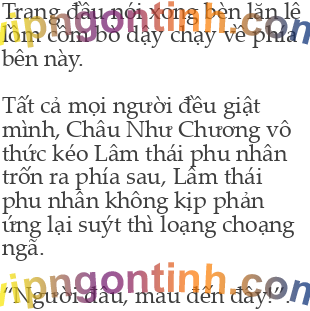 Trang đầu nói xong bèn lăn lê
lồm cồm bò dậy chạy về phía
bên này.
Tất cả mọi người đều giật
mình, Châu Như Chương vô
thức kéo Lâm thái phu nhân
trốn ra phía sau, Lâm thái
phu nhân không kịp phản
ứng lại suýt thì loạng choạng
ngã.
vipngontinh.com
“Người đâu, mau đến đây!”.